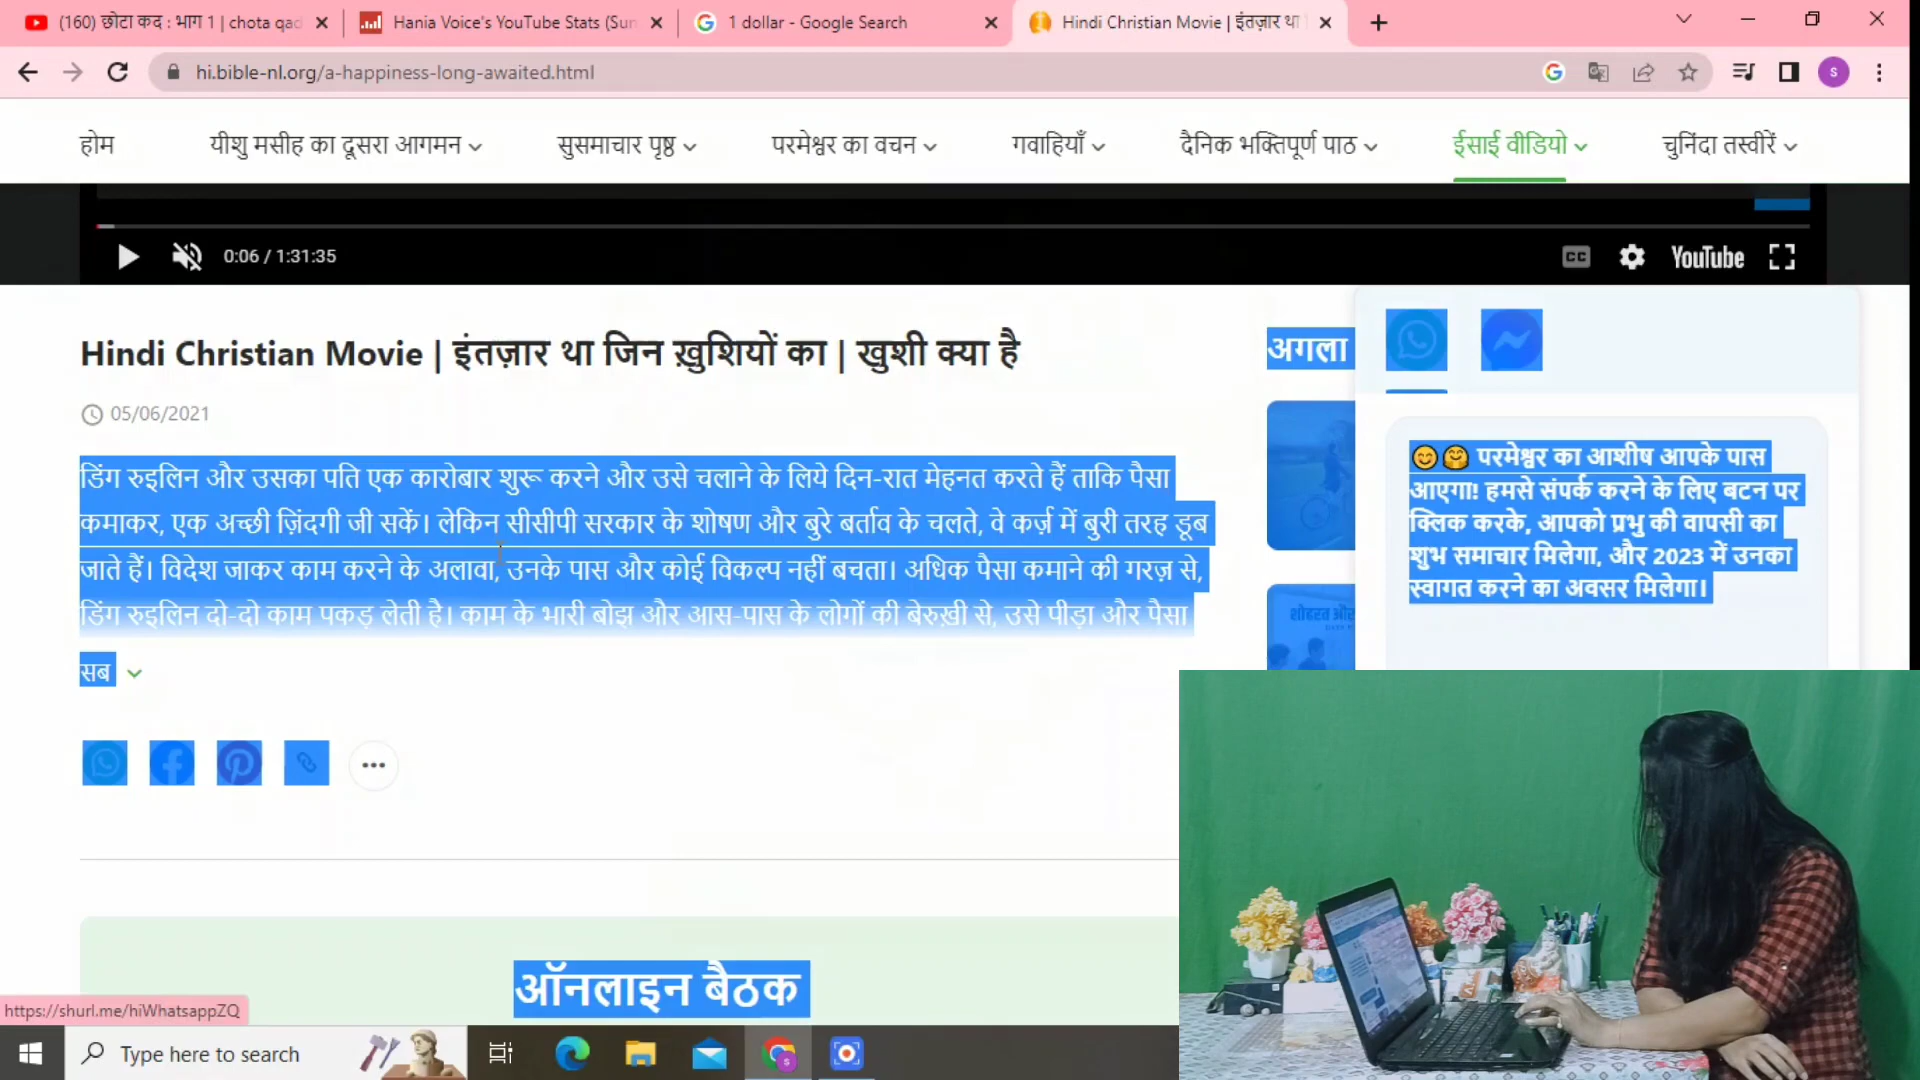 (160) छोटा कद : भाग 1 | chota qad
Hania Voice's YouTube Stats (Sum
1 dollar - Google Search
Hindi Christian Movie | इंतज़ार था
hi.bible-nl.org/a-happiness-long-awaited.html
S
होम
यीशु मसीह का दूसरा आगमन
सुसमाचार पृष्ठ
परमेश्वर का वचन
गवाहियाँ
दैनिक भक्तिपूर्ण पाठ
ईसाई वीडियो
चुनिंदा तस्वीरें
0:06 / 1:31:35
CC
YouTube
Hindi Christian Movie | इंतज़ार था जिन ख़ुशियों का | खुशी क्या है
05/06/2021
डिंग रुइलिन और उसका पति एक कारोबार शुरू करने और उसे चलाने के लिये दिन-रात मेहनत करते हैं ताकि पैसा
कमाकर, एक अच्छी ज़िंदगी जी सकें। लेकिन सीसीपी सरकार के शोषण और बुरे बर्ताव के चलते, वे कर्ज़ में बुरी तरह डूब
जाते हैं। विदेश जाकर काम करने के अलावा, उनके पास और कोई विकल्प नहीं बचता। अधिक पैसा कमाने की गरज़ से,
डिंग रुइलिन दो-दो काम पकड़ लेती है। काम के भारी बोझ और आस-पास के लोगों की बेरुख़ी से, उसे पीड़ा और पैसा
सब
अगला
शोहरत और
परमेश्वर का आशीष आपके पास
आएगा! हमसे संपर्क करने के लिए बटन पर
क्लिक करके, आपको प्रभु की वापसी का
शुभ समाचार मिलेगा, और 2023 में उनका
स्वागत करने का अवसर मिलेगा।
ऑनलाइन बैठक
https://shurl.me/hiWhatsappZQ
Type here to search